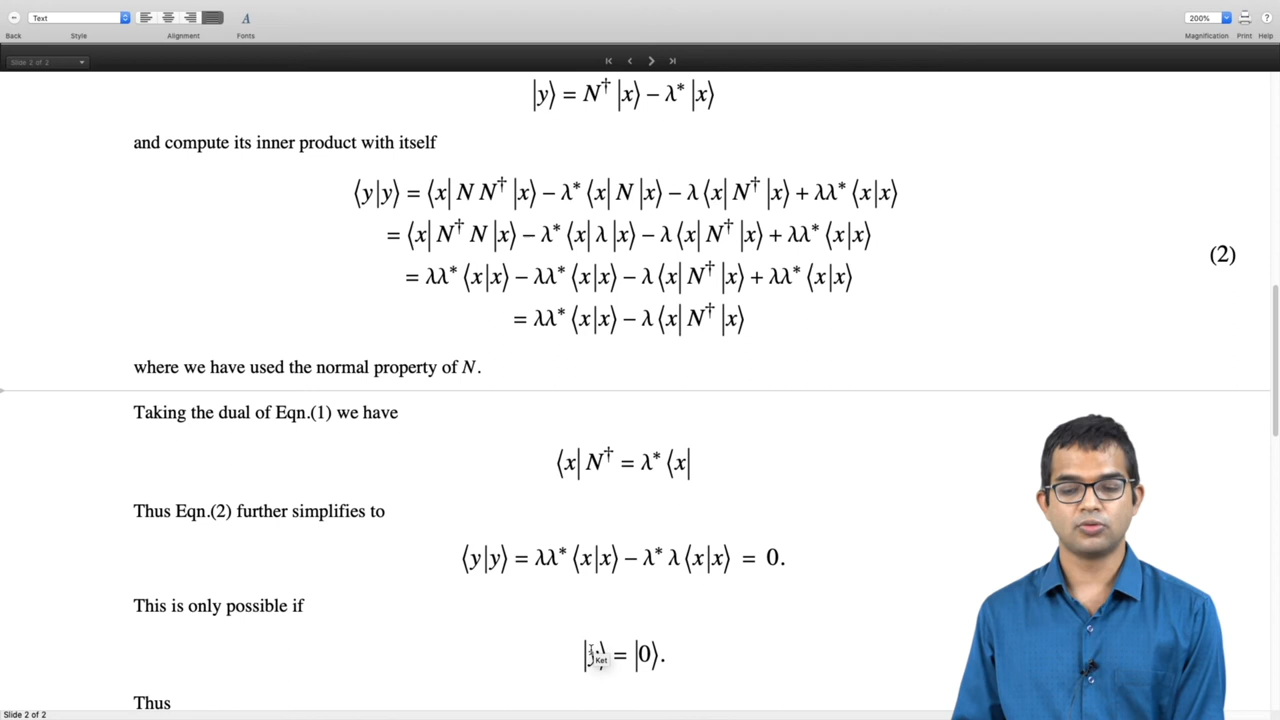 Text
200%
Back
Style
Alignment
Fonts
Magnification
Print
Help
Slide 2 of 2
|y⟩ = N† |x⟩ − λ* |x⟩
and compute its inner product with itself
⟨y|y⟩ = ⟨x| N N† |x⟩ − λ* ⟨x| N |x⟩ − λ ⟨x| N† |x⟩ + λλ* ⟨x|x⟩
= ⟨x| N† N |x⟩ − λ* ⟨x| λ |x⟩ − λ ⟨x| N† |x⟩ + λλ* ⟨x|x⟩
(2)
= λλ* ⟨x|x⟩ − λλ* ⟨x|x⟩ − λ ⟨x| N† |x⟩ + λλ* ⟨x|x⟩
= λλ* ⟨x|x⟩ − λ ⟨x| N† |x⟩
where we have used the normal property of N.
Taking the dual of Eqn.(1) we have
⟨x| N† = λ* ⟨x|
Thus Eqn.(2) further simplifies to
⟨y|y⟩ = λλ* ⟨x|x⟩ − λ* λ ⟨x|x⟩ = 0.
This is only possible if
= |0⟩.
Ket
Thus
Slide 2 of 2